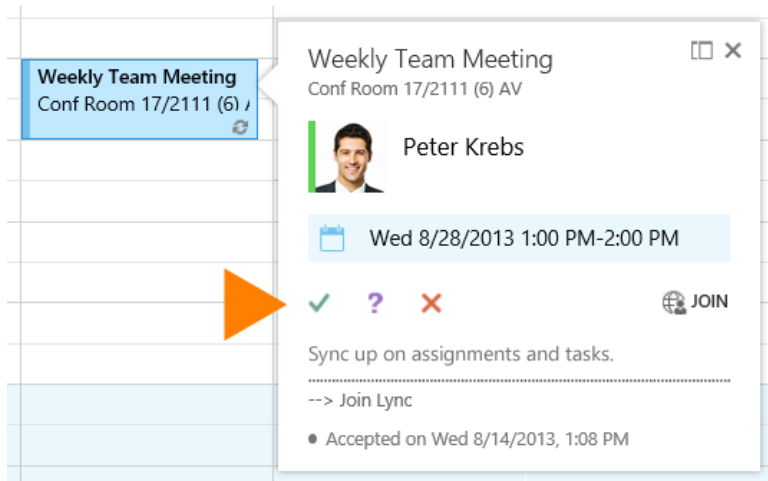 Weekly Team Meeting
Conf Room 17/2111 (6)
Weekly Team Meeting
Conf Room 17/2111 (6) AV
Peter Krebs
Wed 8/28/2013 1:00 PM-2:00 PM
? JOIN
Sync up on assignments and tasks.
--> Join Lync
• Accepted on Wed 8/14/2013, 1:08 PM